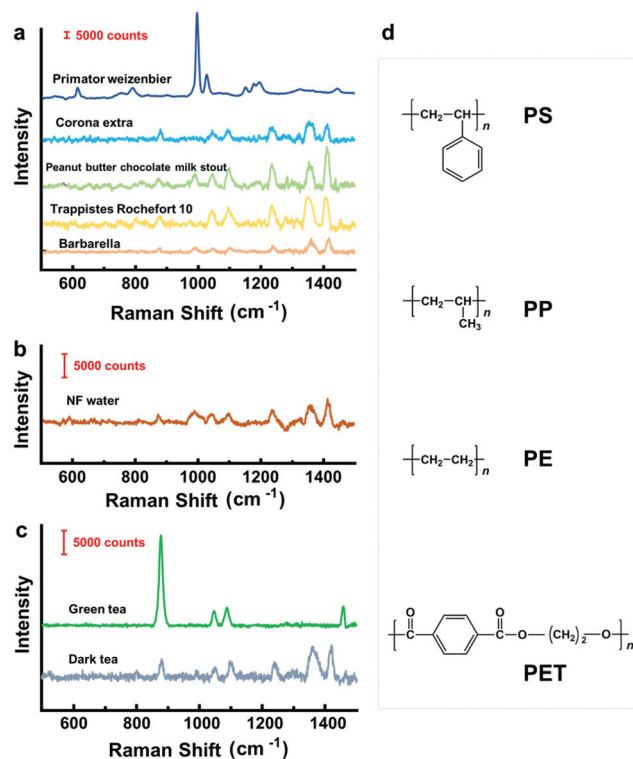 a
5000 counts
Primator weizenbier
Corona extra
Peanut butter chocolate milk stout
Trappistes Rochefort 10
Barbarella
Intensity
600 800 1000 1200 1400
Raman Shift (cm⁻¹)
b
5000 counts
NF water
Intensity
600 800 1000 1200 1400
Raman Shift (cm⁻¹)
c
5000 counts
Green tea
Dark tea
Intensity
600 800 1000 1200 1400
Raman Shift (cm⁻¹)
d
CH₂—CH n
PS
CH₂—CH n
CH₃
PP
CH₂—CH₂ n
PE
O O
C C—O—(CH₂)₂—O n
PET